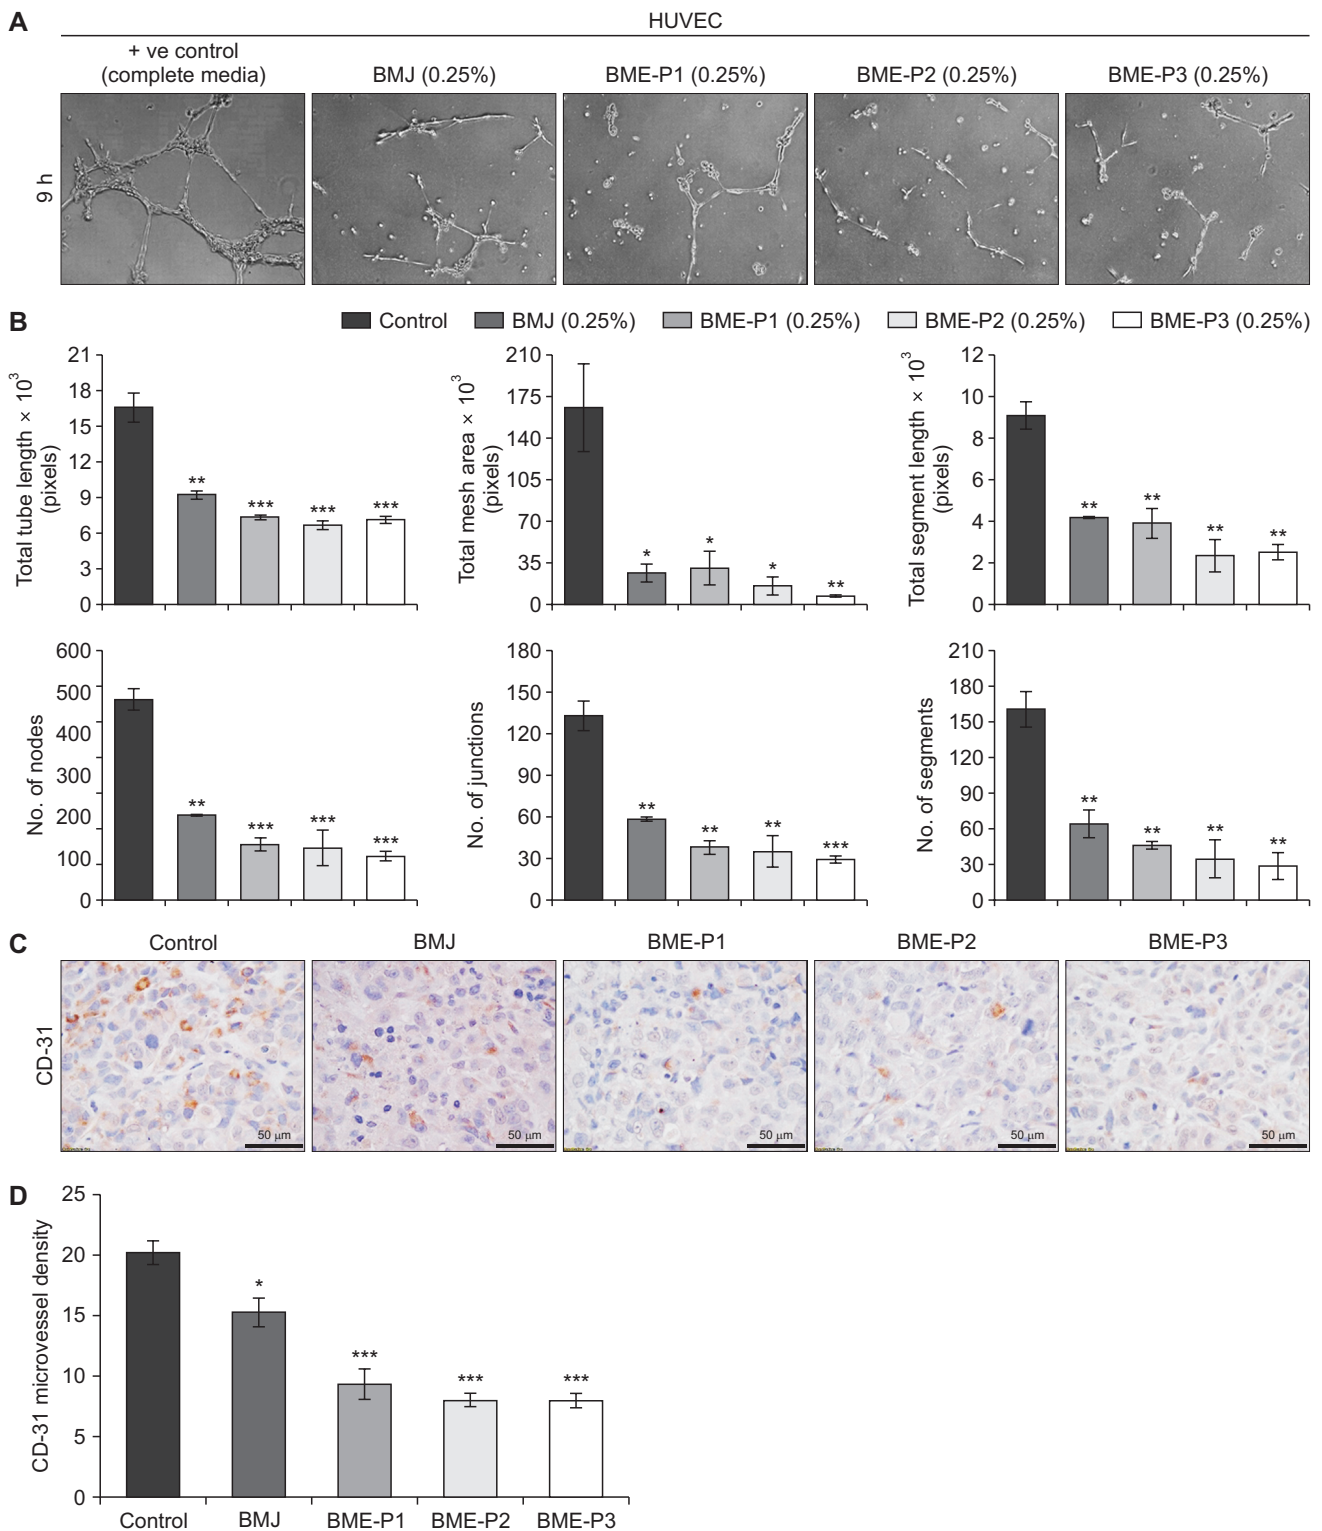 A
HUVEC
+ ve control
(complete media)
BMJ (0.25%)
BME-P1 (0.25%)
BME-P2 (0.25%)
BME-P3 (0.25%)
9 h
B
Control
BMJ (0.25%)
BME-P1 (0.25%)
BME-P2 (0.25%)
BME-P3 (0.25%)
Total tube length × 10³
(pixels)
21
18
15
12
9
6
3
0
**
***
***
***
Total mesh area × 10³
(pixels)
210
175
140
105
70
35
0
*
*
*
**
Total segment length × 10³
(pixels)
12
10
8
6
4
2
0
**
**
**
**
No. of nodes
600
500
400
300
200
100
0
**
***
***
***
No. of junctions
180
150
120
90
60
30
0
**
**
**
***
No. of segments
210
180
150
120
90
60
30
0
**
**
**
**
C
Control
BMJ
BME-P1
BME-P2
BME-P3
CD-31
50 µm
50 µm
50 µm
50 µm
50 µm
D
CD-31 microvessel density
25
20
15
10
5
0
*
***
***
***
Control
BMJ
BME-P1
BME-P2
BME-P3